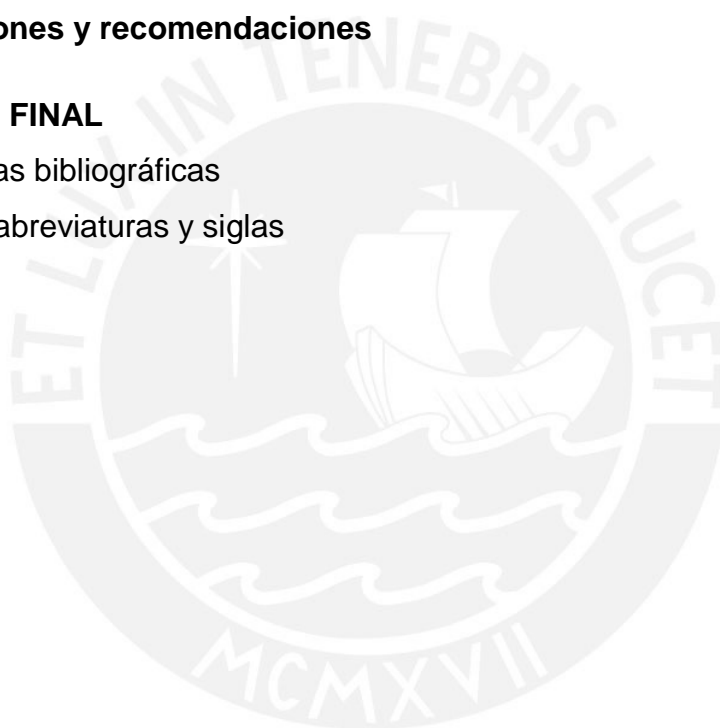 ones y recomendaciones
FINAL
as bibliográficas
abreviaturas y siglas
ET LUX IN TENEBRIS LUCET
MCMXVII